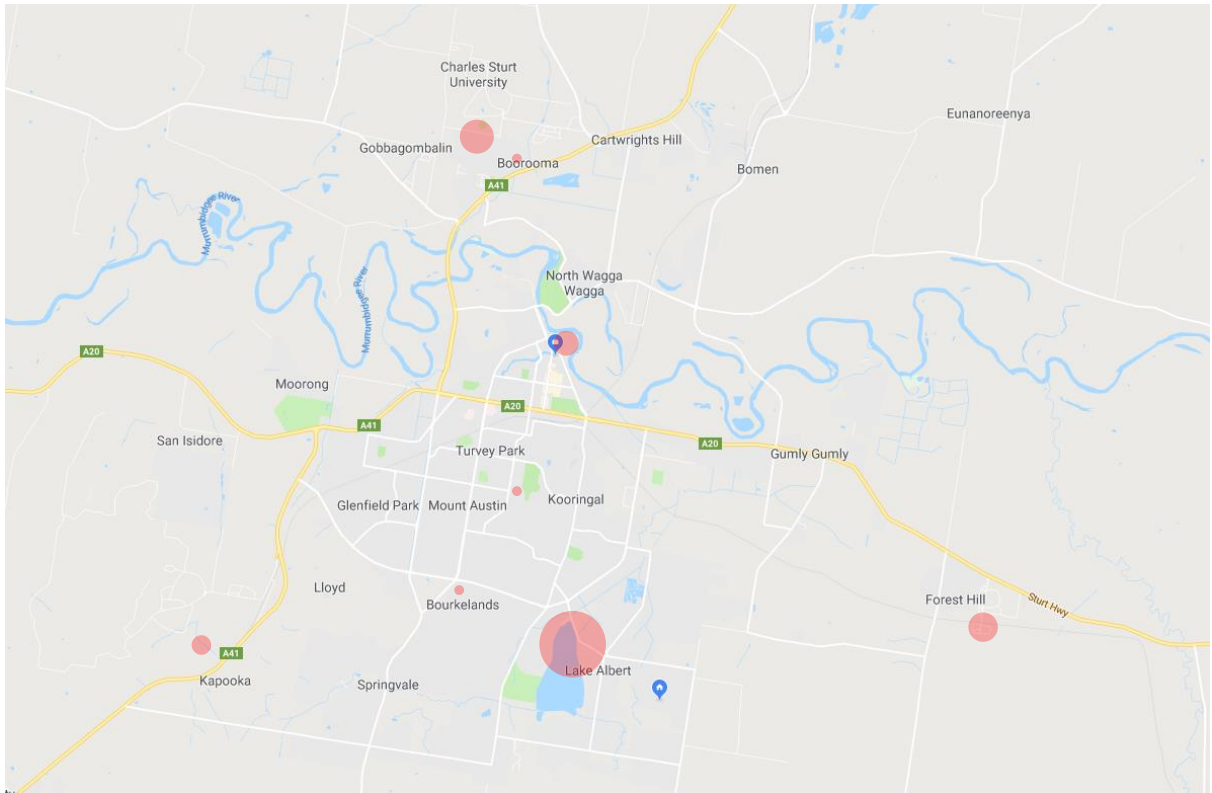 Charles Sturt
University
Eunanoreenya
Gobbagombalin
Cartwrights Hill
Boorooma
Bomen
A41
Murrumbidgee River
North Wagga
Wagga
Murrumbidgee River
A20
Moorong
A20
A41
San Isidore
A20
Turvey Park
Gumly Gumly
Glenfield Park
Mount Austin
Kooringal
Lloyd
Bourkelands
Forest Hill
Sturt Hwy
A41
Lake Albert
Kapooka
Springvale